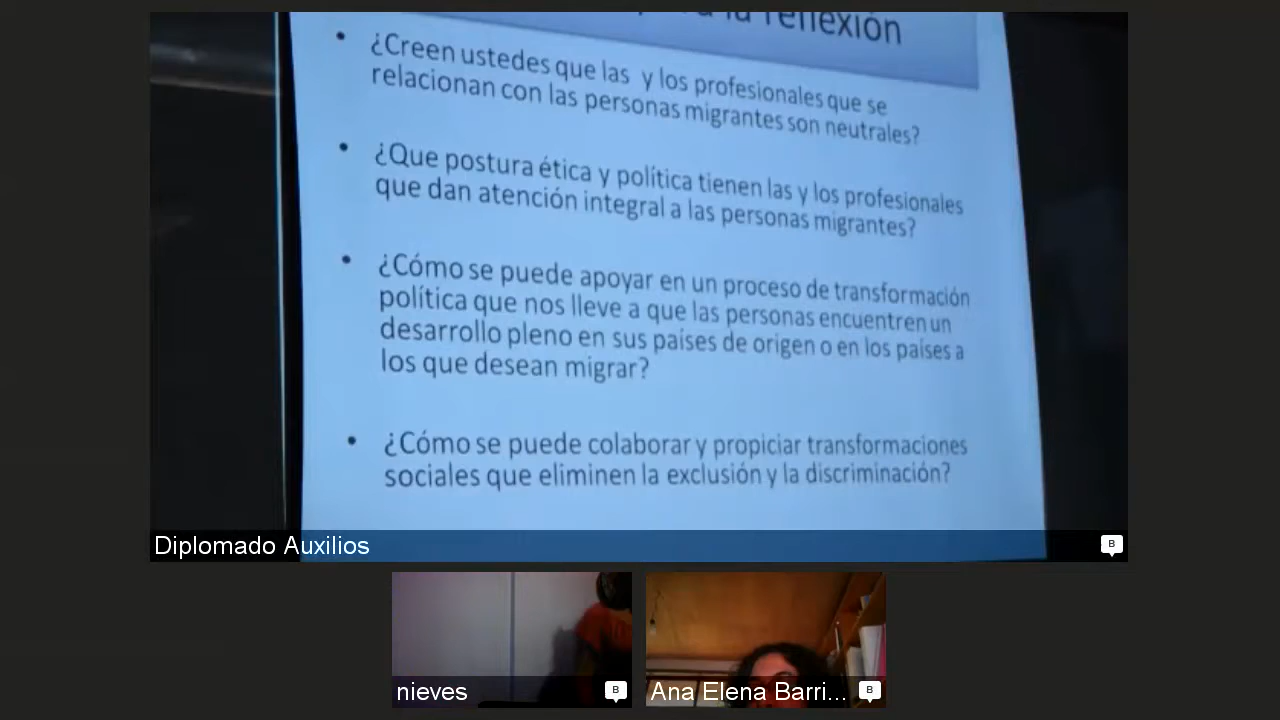 la reflexión
¿Creen ustedes que las y los profesionales que se
relacionan con las personas migrantes son neutrales?
¿Que postura ética y política tienen las y los profesionales
que dan atención integral a las personas migrantes?
¿Cómo se puede apoyar en un proceso de transformación
política que nos lleve a que las personas encuentren un
desarrollo pleno en sus países de origen o en los países a
los que desean migrar?
¿Cómo se puede colaborar y propiciar transformaciones
sociales que eliminen la exclusión y la discriminación?
Diplomado Auxilios
B
nieves
B
Ana Elena Barri...
B